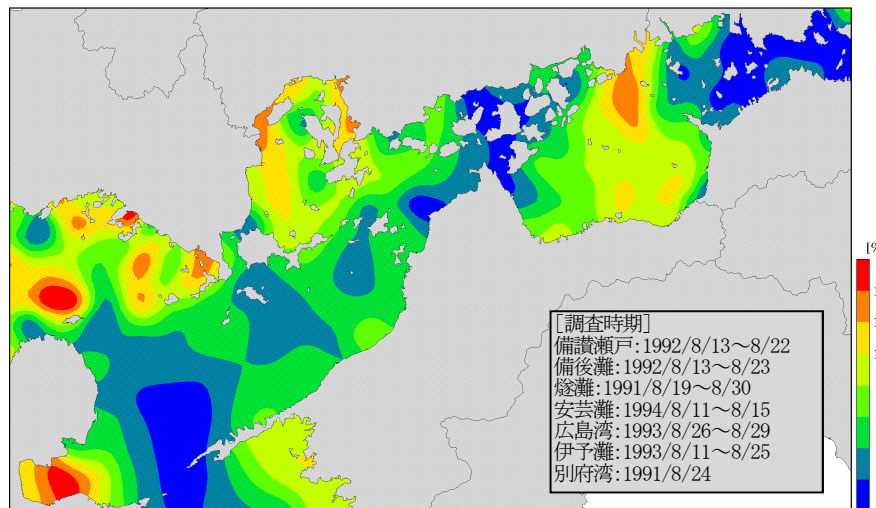 [%
[調査時期]
備讃瀬戸:1992/8/13～8/22
備後灘:1992/8/13～8/23
燧灘:1991/8/19～8/30
安芸灘:1994/8/11～8/15
広島湾:1993/8/26～8/29
伊予灘:1993/8/11～8/25
別府湾:1991/8/24